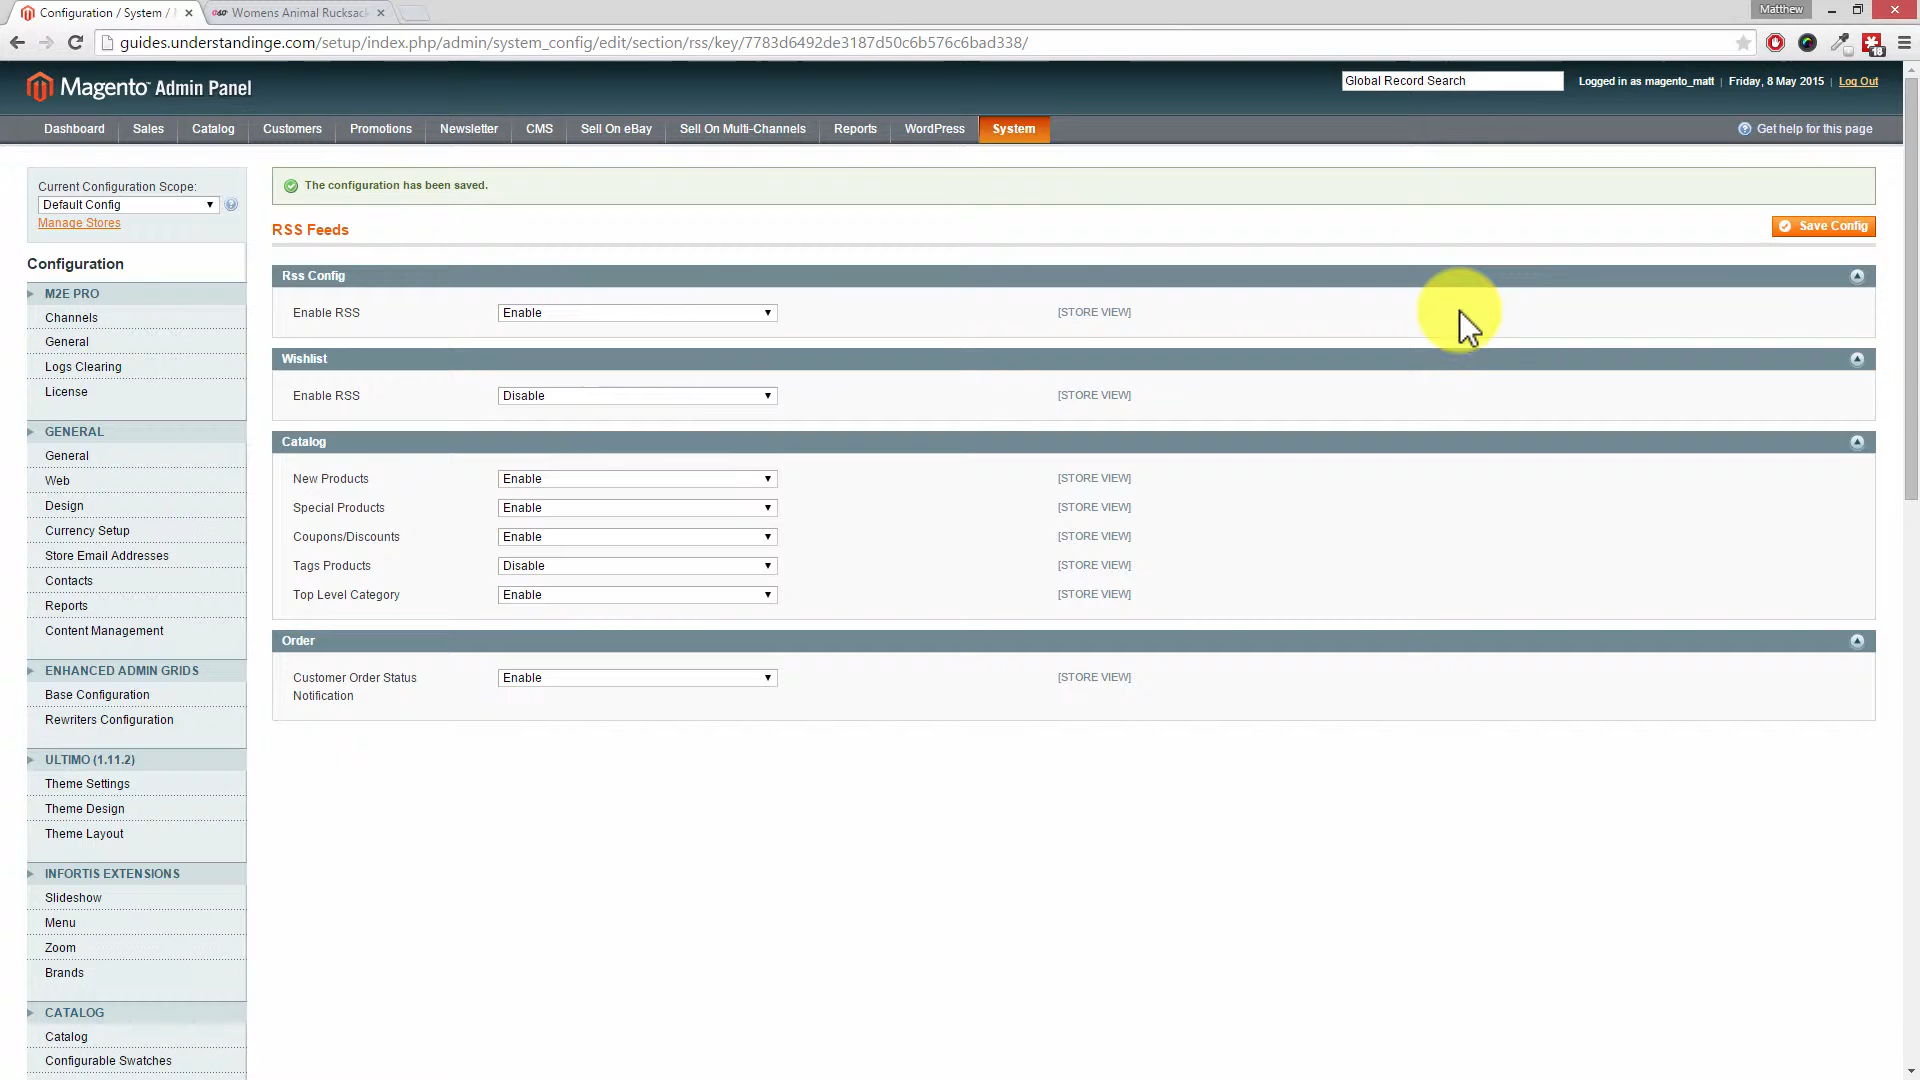 Configuration / System /
Womens Animal Rucksack
Matthew
guides.understandinge.com/setup/index.php/admin/system_config/edit/section/rss/key/7783d6492de3187d50c6b576c6bad338/
18
Magento™ Admin Panel
Global Record Search
Logged in as magento_matt | Friday, 8 May 2015 | Log Out
Dashboard Sales Catalog Customers Promotions Newsletter CMS Sell On eBay Sell On Multi-Channels Reports WordPress System
Get help for this page
Current Configuration Scope:
Default Config
Manage Stores
Configuration
M2E PRO
Channels
General
Logs Clearing
License
GENERAL
General
Web
Design
Currency Setup
Store Email Addresses
Contacts
Reports
Content Management
ENHANCED ADMIN GRIDS
Base Configuration
Rewriters Configuration
ULTIMO (1.11.2)
Theme Settings
Theme Design
Theme Layout
INFORTIS EXTENSIONS
Slideshow
Menu
Zoom
Brands
CATALOG
Catalog
Configurable Swatches
The configuration has been saved.
RSS Feeds
Save Config
Rss Config
Enable RSS Enable [STORE VIEW]
Wishlist
Enable RSS Disable [STORE VIEW]
Catalog
New Products Enable [STORE VIEW]
Special Products Enable [STORE VIEW]
Coupons/Discounts Enable [STORE VIEW]
Tags Products Disable [STORE VIEW]
Top Level Category Enable [STORE VIEW]
Order
Customer Order Status Enable [STORE VIEW]
Notification